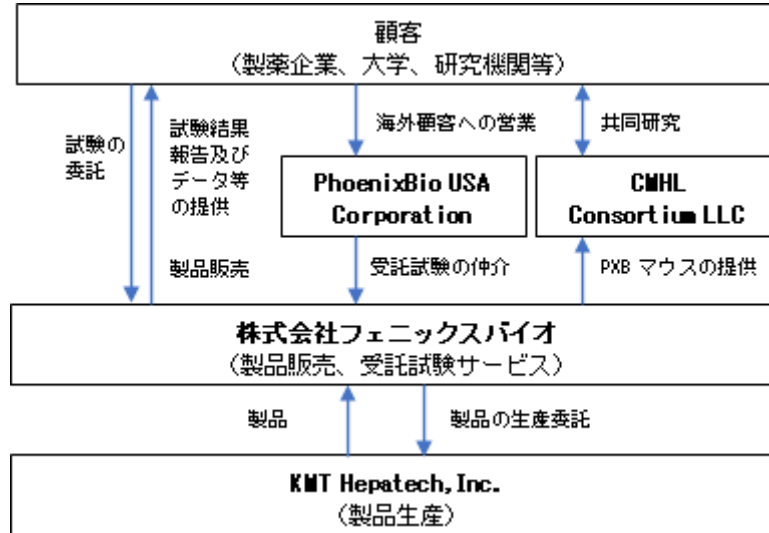 顧客
（製薬企業、大学、研究機関等）
試験の
委託
試験結果
報告及び
データ等
の提供
製品販売
海外顧客への営業
共同研究
PhoenixBio USA
Corporation
CMHL
Consortium LLC
受託試験の仲介
PXB マウスの提供
株式会社フェニックスバイオ
（製品販売、受託試験サービス）
製品
製品の生産委託
KMT Hepatech, Inc.
（製品生産）